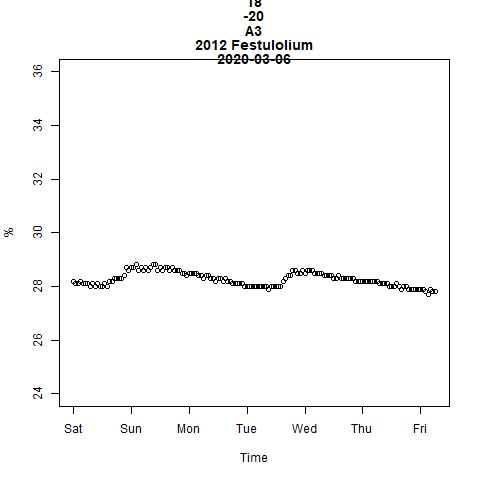 18
-20
A3
2012 Festulolium
2020-03-06
36
34
32
30
28
26
24
%
Sat
Sun
Mon
Tue
Wed
Thu
Fri
Time